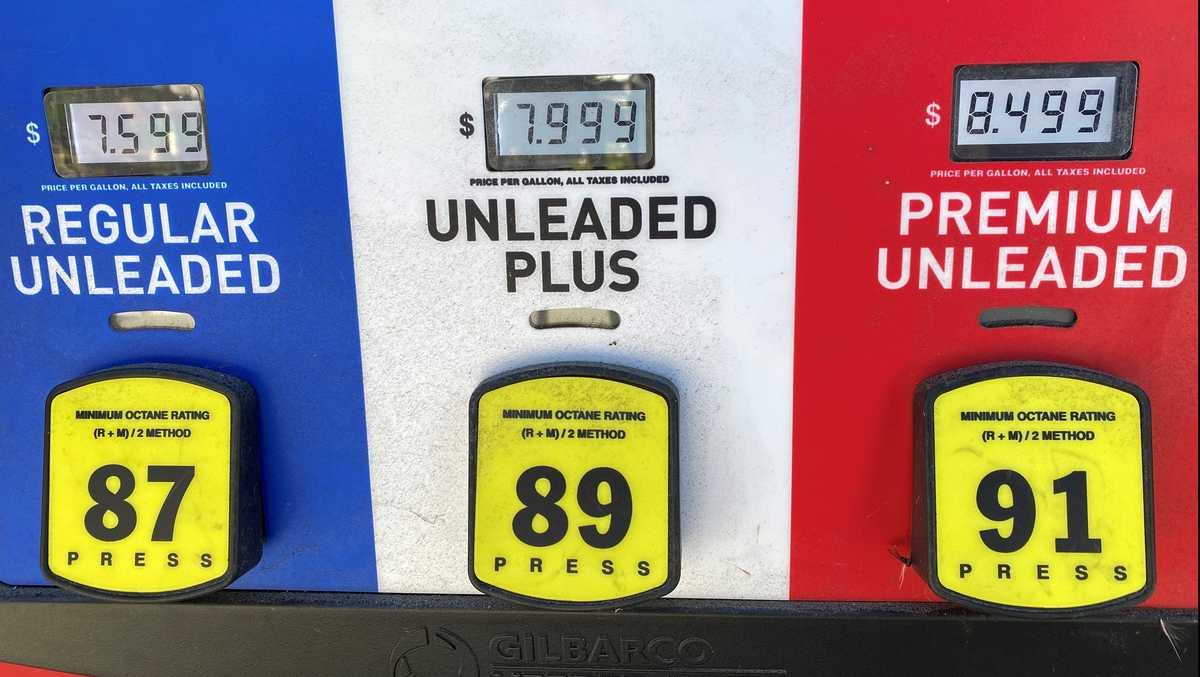 $ 7.599
PRICE PER GALLON, ALL TAXES INCLUDED
REGULAR
UNLEADED
MINIMUM OCTANE RATING
(R + M) / 2 METHOD
87
PRESS
$ 7.999
PRICE PER GALLON, ALL TAXES INCLUDED
UNLEADED
PLUS
MINIMUM OCTANE RATING
(R + M) / 2 METHOD
89
PRESS
$ 8.499
PRICE PER GALLON, ALL TAXES INCLUDED
PREMIUM
UNLEADED
MINIMUM OCTANE RATING
(R + M) / 2 METHOD
91
PRESS
GILBARCO